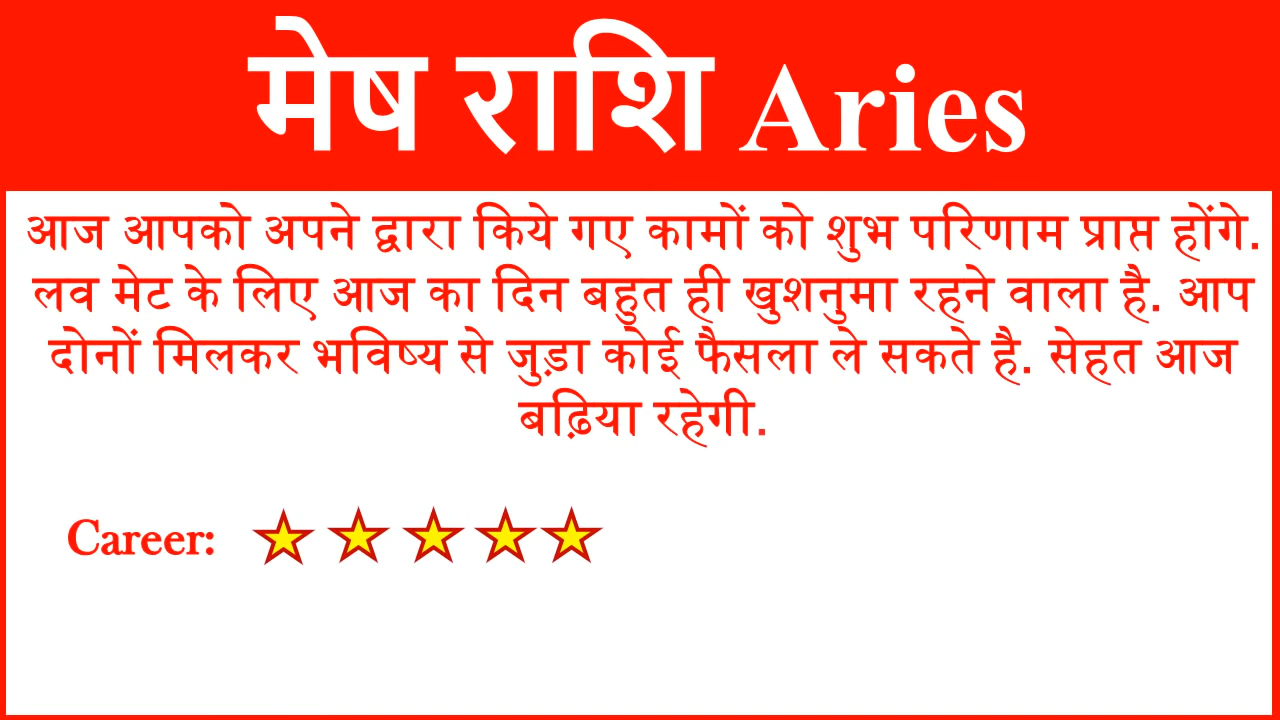 मेष राशि Aries
आज आपको अपने द्वारा किये गए कामों को शुभ परिणाम प्राप्त होंगे.
लव मेट के लिए आज का दिन बहुत ही खुशनुमा रहने वाला है. आप
दोनों मिलकर भविष्य से जुड़ा कोई फैसला ले सकते है. सेहत आज
बढ़िया रहेगी.
Career: